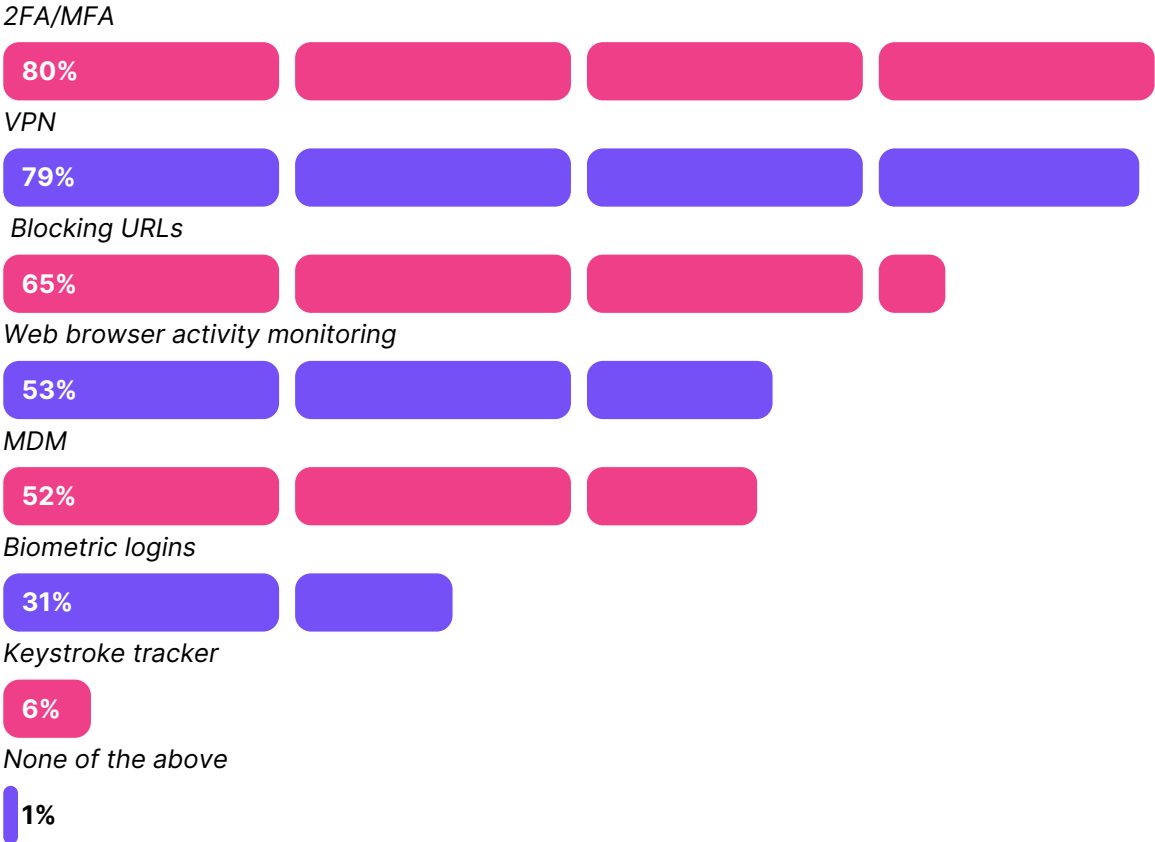 2FA/MFA
80%
VPN
79%
Blocking URLs
65%
Web browser activity monitoring
53%
MDM
52%
Biometric logins
31%
Keystroke tracker
6%
None of the above
1%